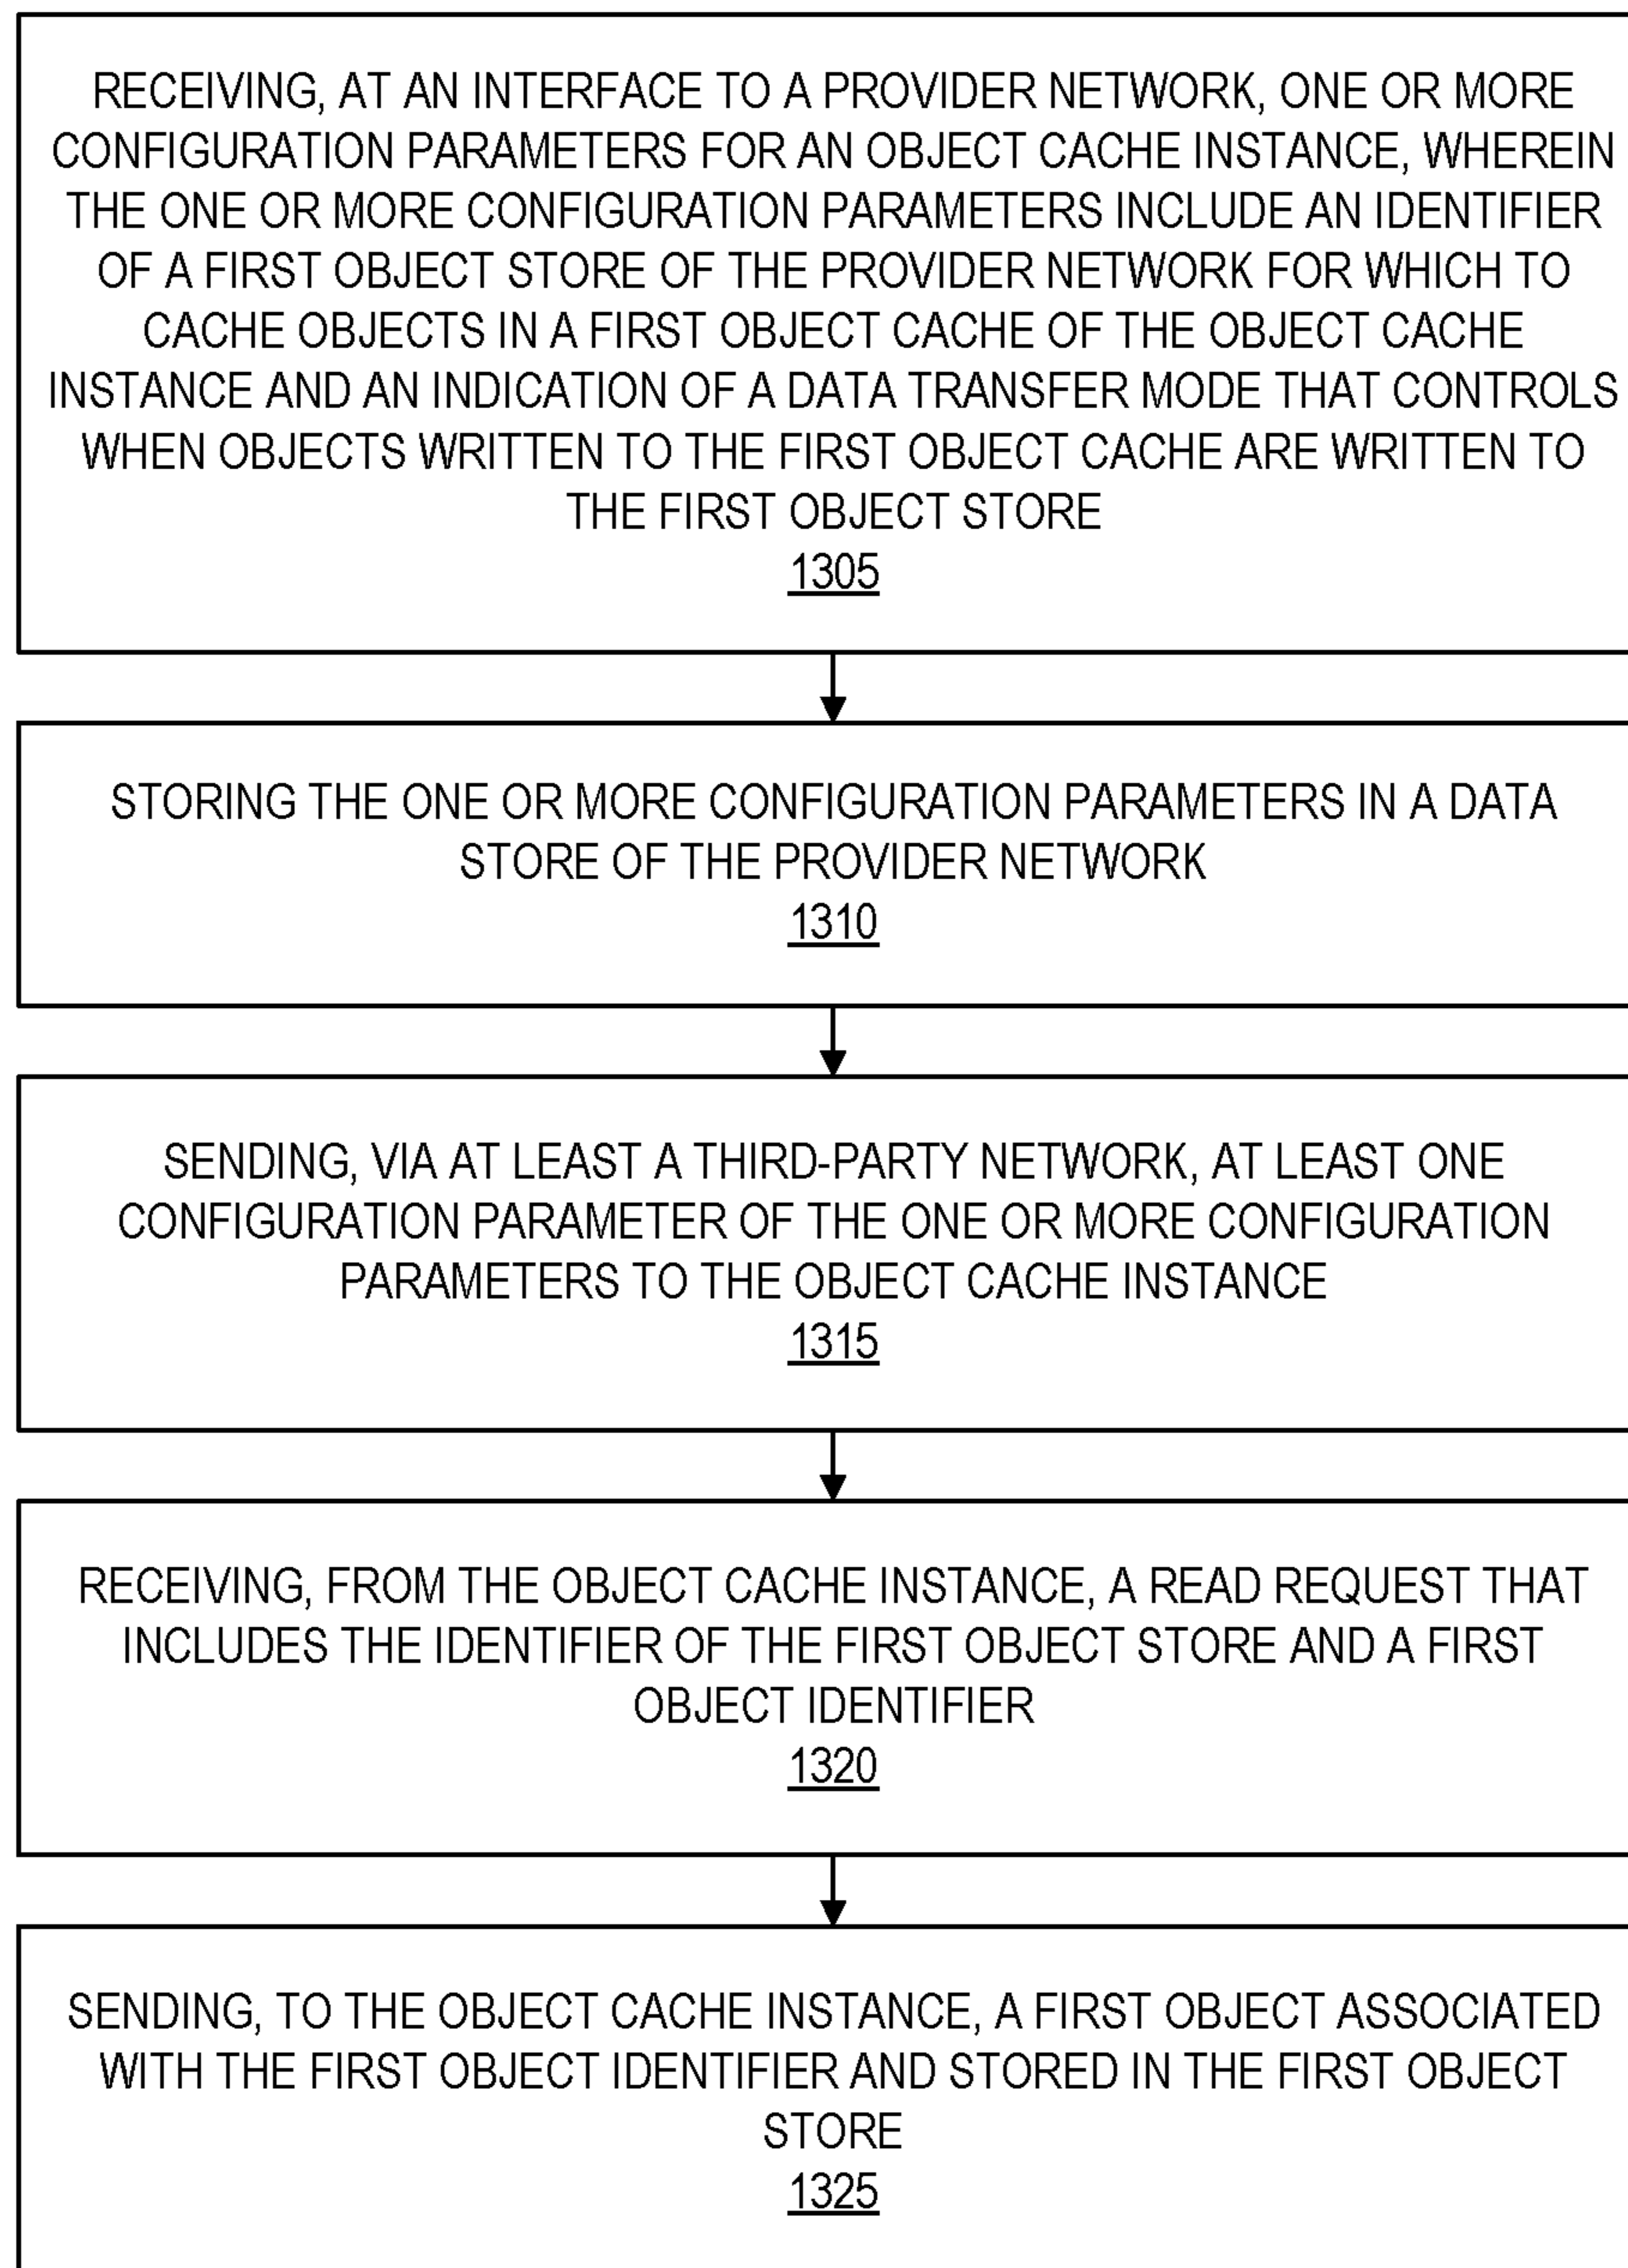 RECEIVING, AT AN INTERFACE TO A PROVIDER NETWORK, ONE OR MORE
CONFIGURATION PARAMETERS FOR AN OBJECT CACHE INSTANCE, WHEREIN
THE ONE OR MORE CONFIGURATION PARAMETERS INCLUDE AN IDENTIFIER
OF A FIRST OBJECT STORE OF THE PROVIDER NETWORK FOR WHICH TO
CACHE OBJECTS IN A FIRST OBJECT CACHE OF THE OBJECT CACHE
INSTANCE AND AN INDICATION OF A DATA TRANSFER MODE THAT CONTROLS
WHEN OBJECTS WRITTEN TO THE FIRST OBJECT CACHE ARE WRITTEN TO
THE FIRST OBJECT STORE
1305
STORING THE ONE OR MORE CONFIGURATION PARAMETERS IN A DATA
STORE OF THE PROVIDER NETWORK
1310
SENDING, VIA AT LEAST A THIRD-PARTY NETWORK, AT LEAST ONE
CONFIGURATION PARAMETER OF THE ONE OR MORE CONFIGURATION
PARAMETERS TO THE OBJECT CACHE INSTANCE
1315
RECEIVING, FROM THE OBJECT CACHE INSTANCE, A READ REQUEST THAT
INCLUDES THE IDENTIFIER OF THE FIRST OBJECT STORE AND A FIRST
OBJECT IDENTIFIER
1320
SENDING, TO THE OBJECT CACHE INSTANCE, A FIRST OBJECT ASSOCIATED
WITH THE FIRST OBJECT IDENTIFIER AND STORED IN THE FIRST OBJECT
STORE
1325